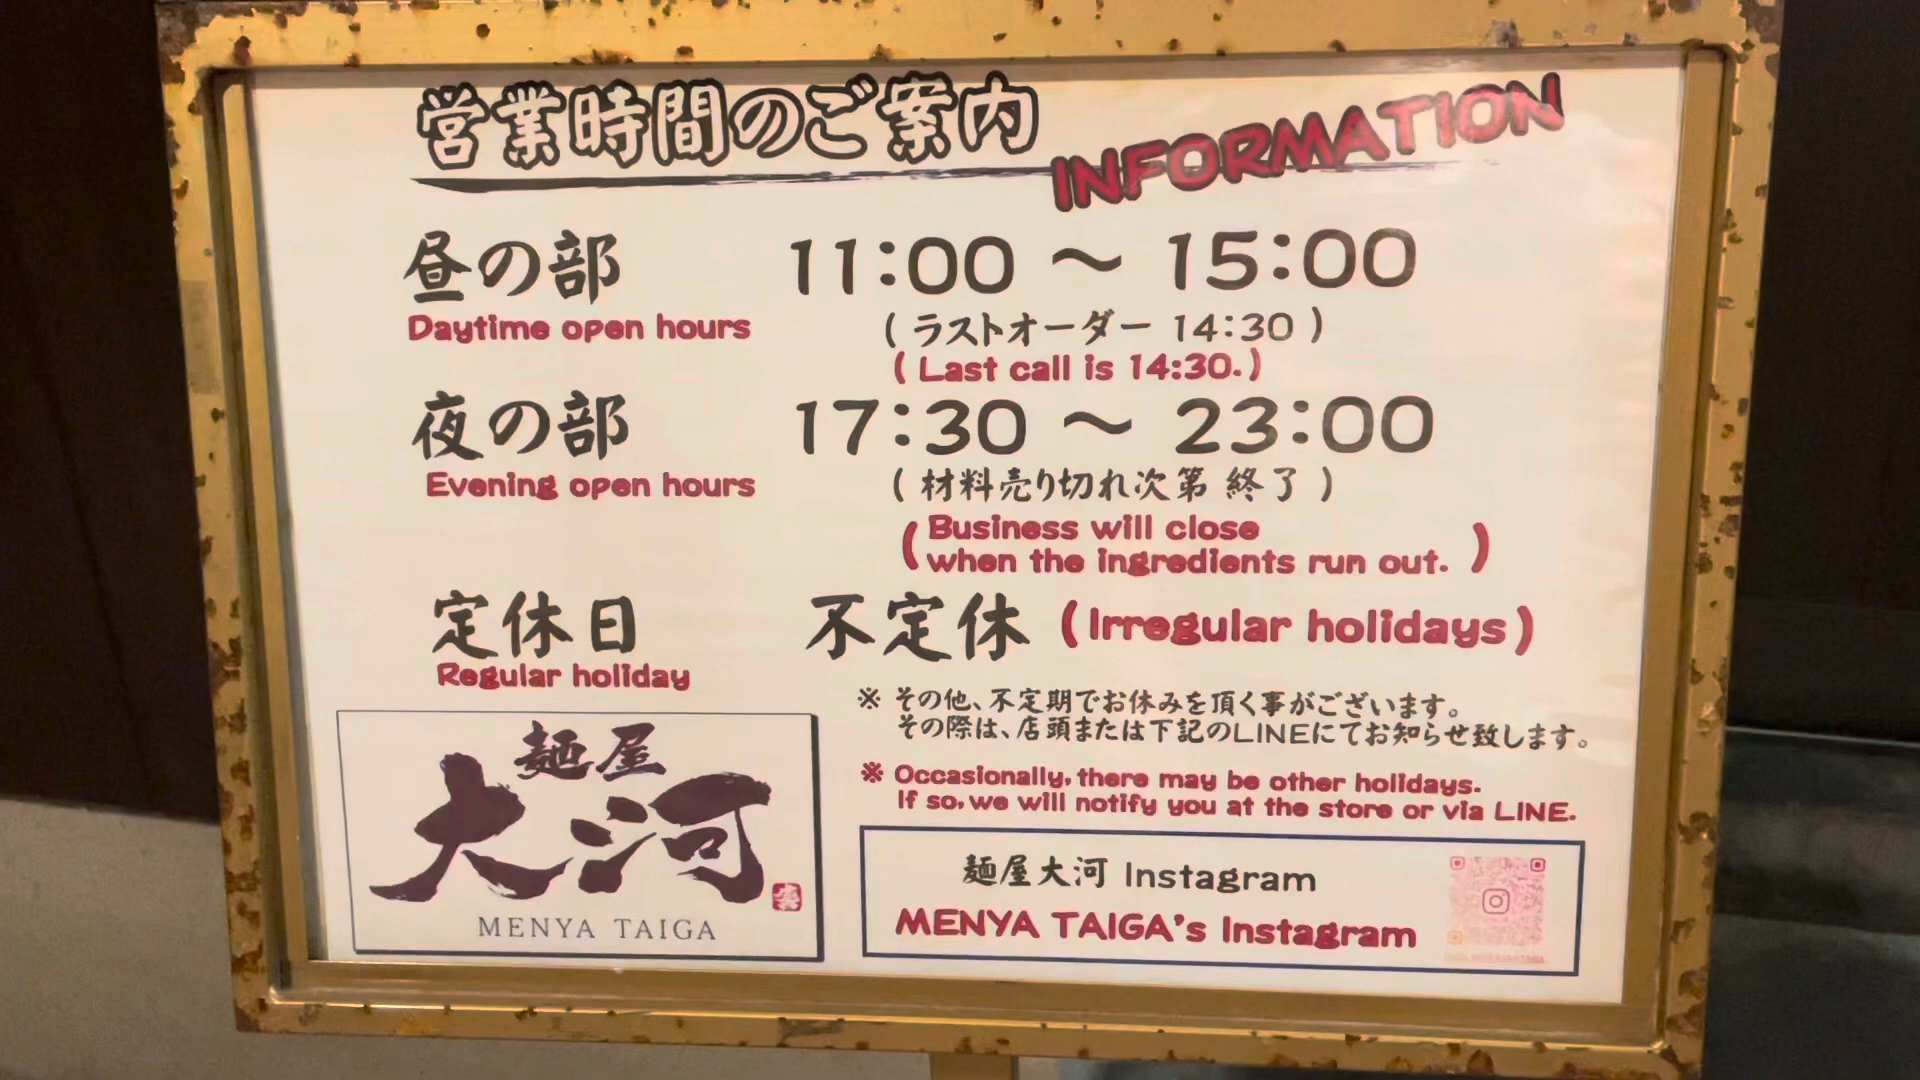 営業時間のご案内
INFORMATION
昼の部 11:00 ～ 15:00
Daytime open hours
( ラストオーダー 14:30 )
( Last call is 14:30. )
夜の部 17:30 ～ 23:00
Evening open hours
( 材料売り切れ次第 終了 )
( Business will close
when the ingredients run out. )
定休日 不定休 (Irregular holidays)
Regular holiday
※ その他、不定期でお休みを頂く事がございます。
その際は、店頭または下記のLINEにてお知らせ致します。
※ Occasionally, there may be other holidays.
If so, we will notify you at the store or via LINE.
麺屋
大河
MENYA TAIGA
麺屋大河 Instagram
MENYA TAIGA's Instagram